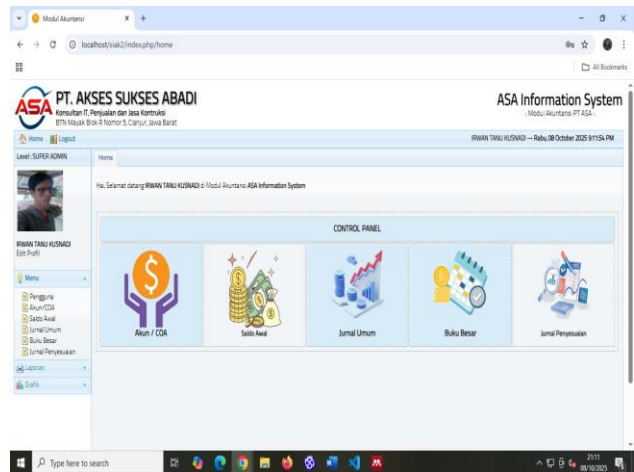 Modul Akuntansi
localhost/siak2/index.php/home
All Bookmarks
ASA
PT. AKSES SUKSES ABADI
Konsultan IT, Penjualan dan Jasa Kontruksi
BTN Mayak Blok R Nomor 5, Cianjur, Jawa Barat
ASA Information System
.: Modul Akuntansi PT ASA :.
Home Logout
IRWAN TANU KUSNADI --- Rabu, 08 October 2025 9:11:54 PM
Level : SUPER ADMIN
Home
Hai, Selamat datang IRWAN TANU KUSNADI di Modul Akuntansi ASA Information System
IRWAN TANU KUSNADI
Edit Profil
CONTROL PANEL
Akun / COA
Saldo Awal
Jurnal Umum
Buku Besar
Jurnal Penyesuaian
Menu
Pengguna
Akun/COA
Saldo Awal
Jurnal Umum
Buku Besar
Jurnal Penyesuaian
Laporan
Grafik
Type here to search
21:11
08/10/2025